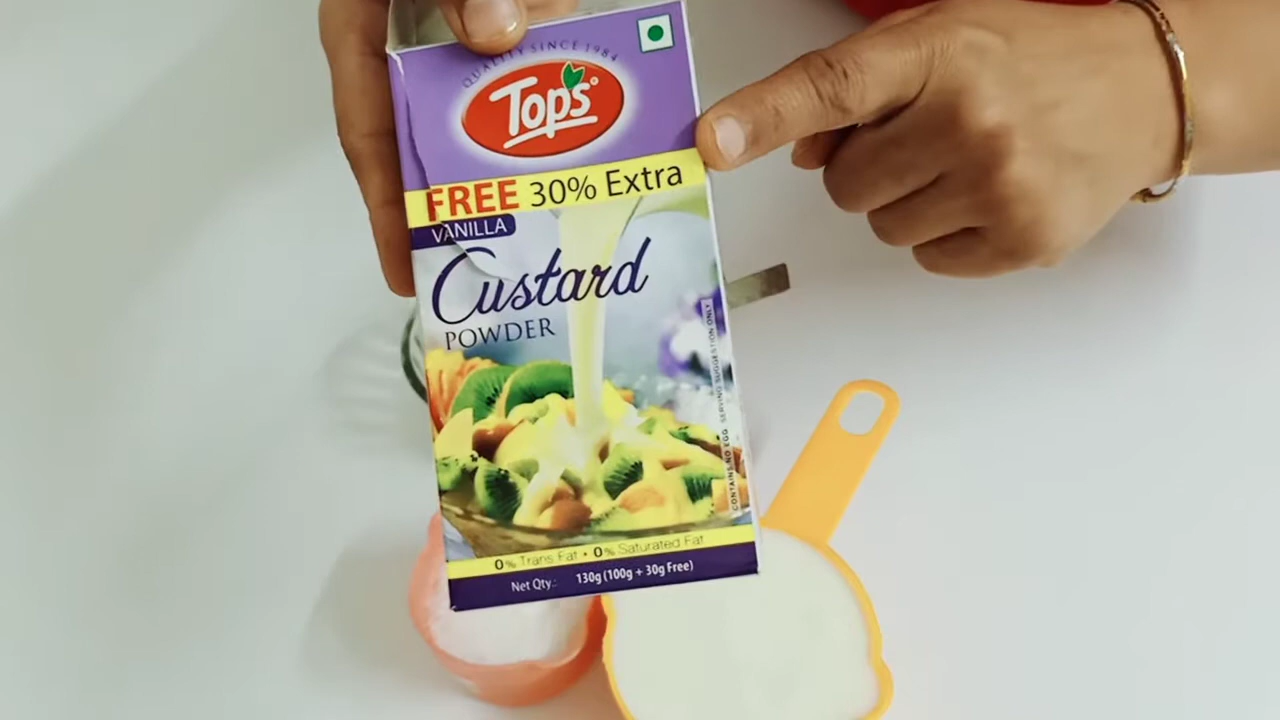 QUALITY SINCE 1984
Tops
FREE 30% Extra
VANILLA
Custard
POWDER
CONTAINS NO EGG. SERVING SUGGESTION ONLY
0% Trans Fat • 0% Saturated Fat
Net Qty.: 130g (100g + 30g Free)